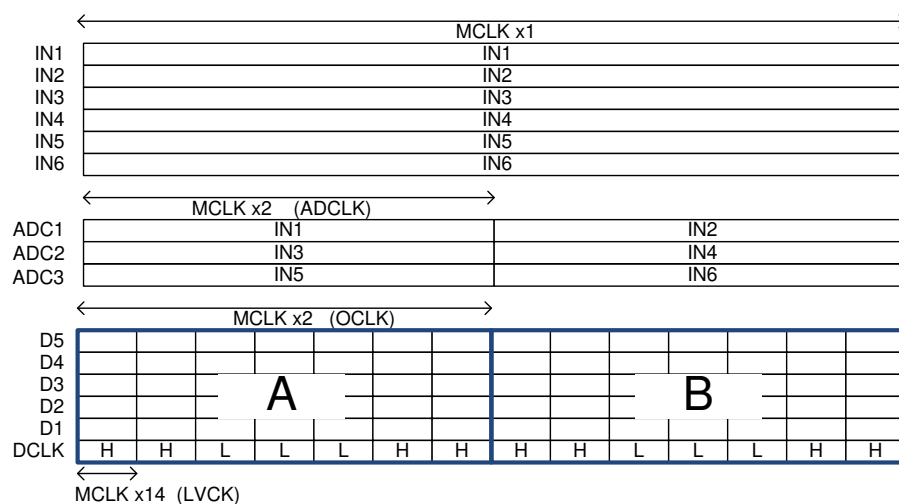 MCLK x1
IN1 IN1
IN2 IN2
IN3 IN3
IN4 IN4
IN5 IN5
IN6 IN6
MCLK x2 (ADCLK)
ADC1 IN1 IN2
ADC2 IN3 IN4
ADC3 IN5 IN6
MCLK x2 (OCLK)
D5
D4
D3 A B
D2
D1
DCLK H H L L L H H H H L L L H H
MCLK x14 (LVCK)